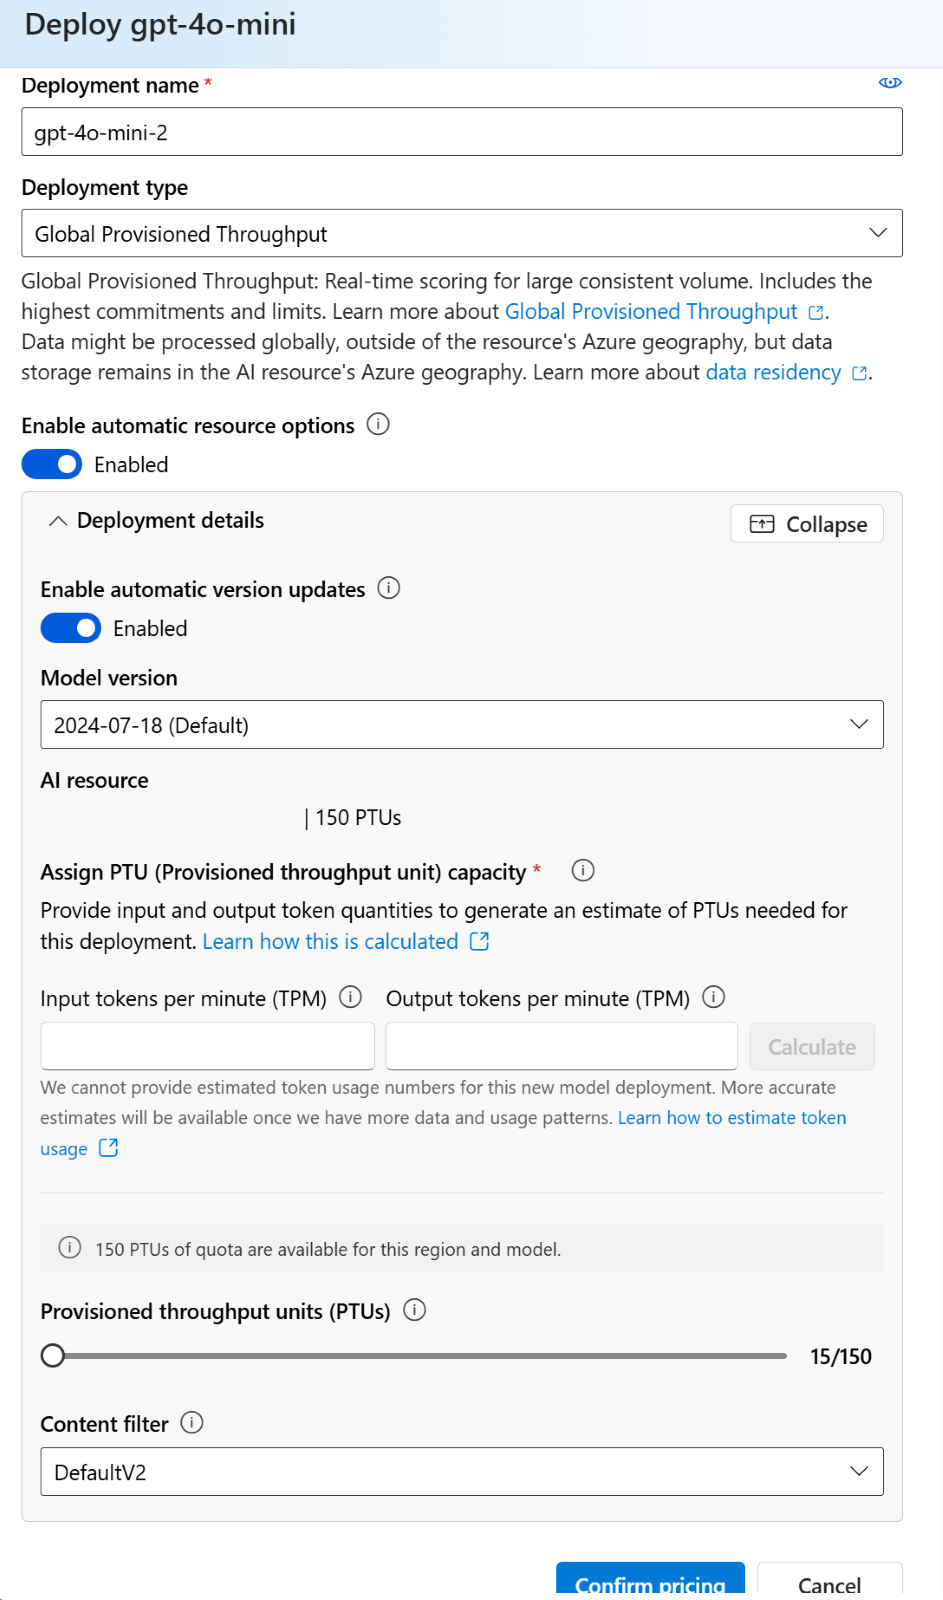 Deploy gpt-4o-mini
Deployment name *
gpt-4o-mini-2
Deployment type
Global Provisioned Throughput
Global Provisioned Throughput: Real-time scoring for large consistent volume. Includes the
highest commitments and limits. Learn more about Global Provisioned Throughput.
Data might be processed globally, outside of the resource's Azure geography, but data
storage remains in the AI resource's Azure geography. Learn more about data residency.
Enable automatic resource options
Enabled
Deployment details
Collapse
Enable automatic version updates
Enabled
Model version
2024-07-18 (Default)
AI resource
| 150 PTUs
Assign PTU (Provisioned throughput unit) capacity *
Provide input and output token quantities to generate an estimate of PTUs needed for
this deployment. Learn how this is calculated
Input tokens per minute (TPM) Output tokens per minute (TPM)
Calculate
We cannot provide estimated token usage numbers for this new model deployment. More accurate
estimates will be available once we have more data and usage patterns. Learn how to estimate token
usage
150 PTUs of quota are available for this region and model.
Provisioned throughput units (PTUs)
15/150
Content filter
DefaultV2
Confirm pricing Cancel